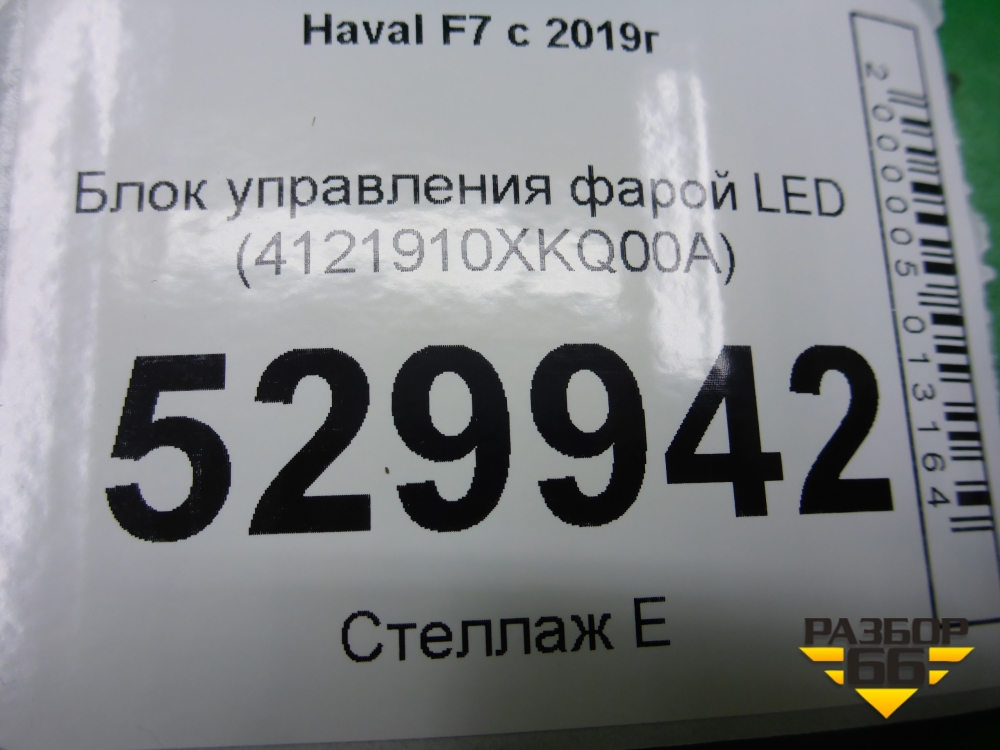 Haval F7 с 2019г
Блок управления фарой LED
(4121910XKQ00A)
529942
Стеллаж Е
2000005013164
РАЗБОР
66